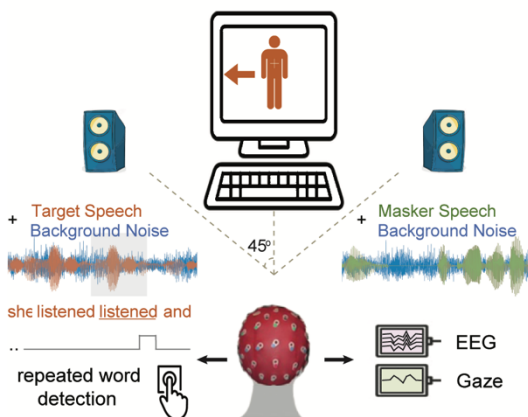 + Target Speech
Background Noise
+ Masker Speech
Background Noise
45°
she listened listened and
..
repeated word
detection
EEG
Gaze